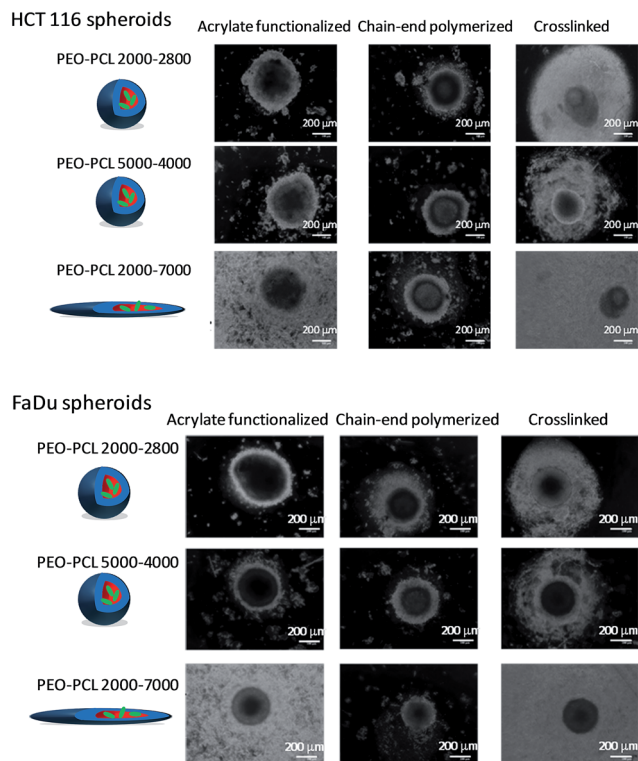 HCT 116 spheroids
Acrylate functionalized Chain-end polymerized Crosslinked
PEO-PCL 2000-2800
200 μm 200 μm 200 μm
PEO-PCL 5000-4000
200 μm 200 μm 200 μm
PEO-PCL 2000-7000
200 μm 200 μm 200 μm
FaDu spheroids
Acrylate functionalized Chain-end polymerized Crosslinked
PEO-PCL 2000-2800
200 μm 200 μm 200 μm
PEO-PCL 5000-4000
200 μm 200 μm 200 μm
PEO-PCL 2000-7000
200 μm 200 μm 200 μm